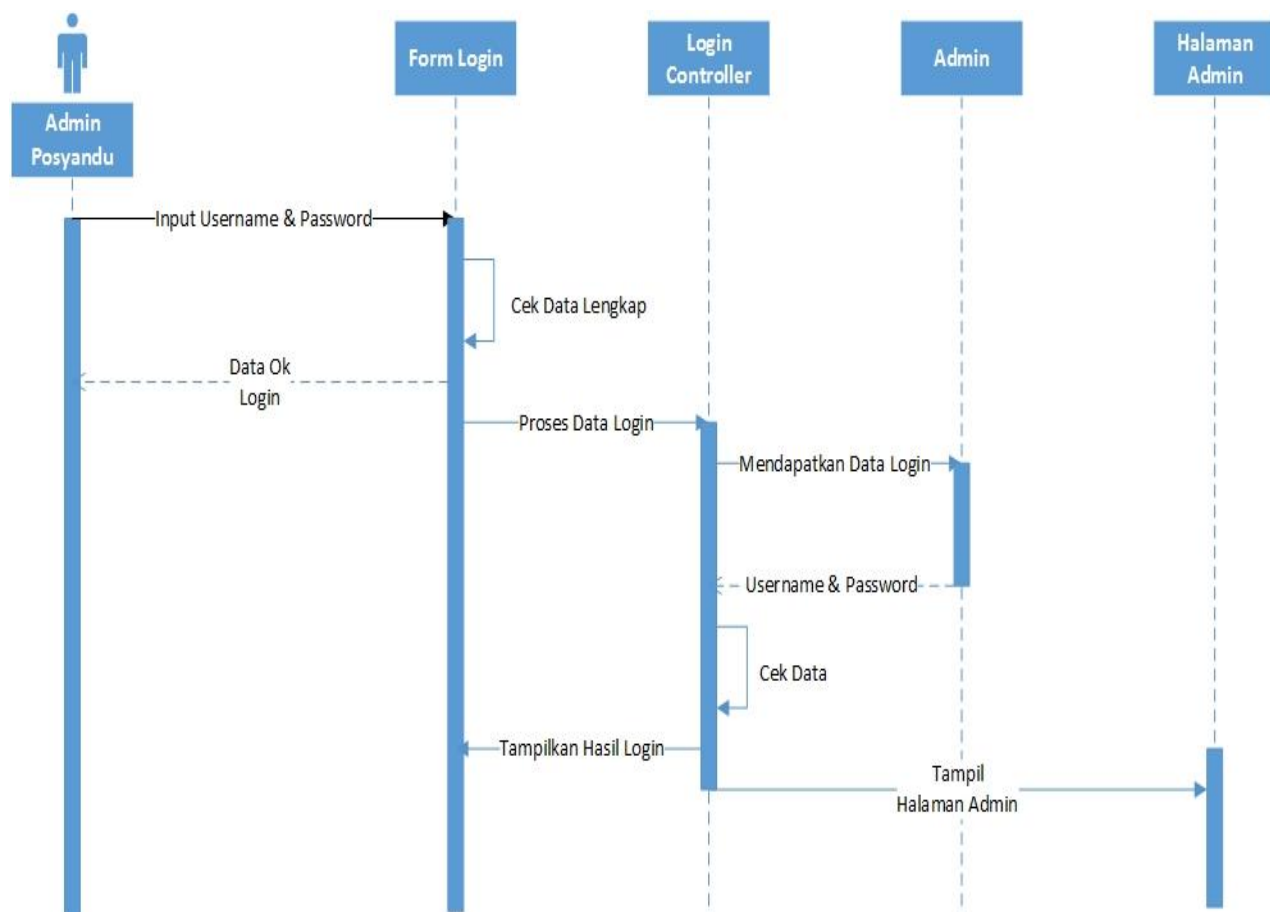 Form Login
Login
Controller
Admin
Halaman
Admin
Admin
Posyandu
Input Username & Password
Cek Data Lengkap
Data Ok
Login
Proses Data Login
Mendapatkan Data Login
Username & Password
Cek Data
Tampilkan Hasil Login
Tampil
Halaman Admin